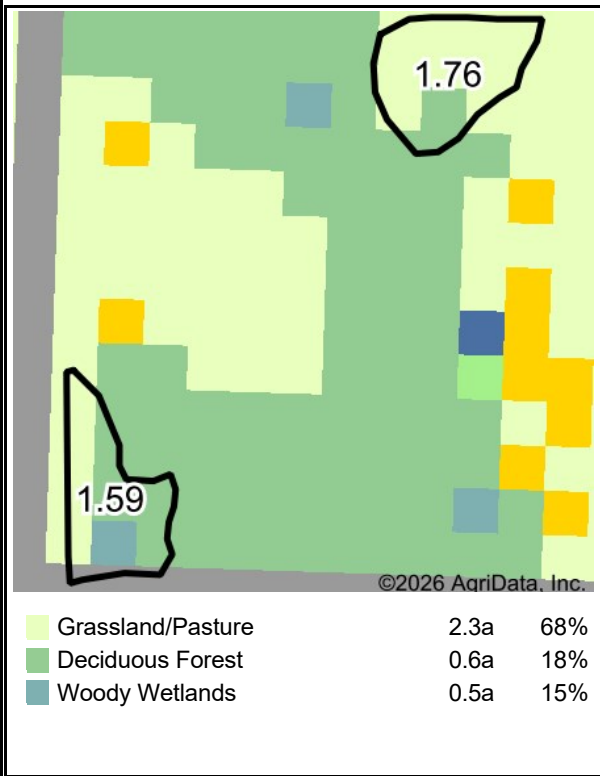 1.76
1.59
©2026 AgriData, Inc.
Grassland/Pasture 2.3a 68%
Deciduous Forest 0.6a 18%
Woody Wetlands 0.5a 15%